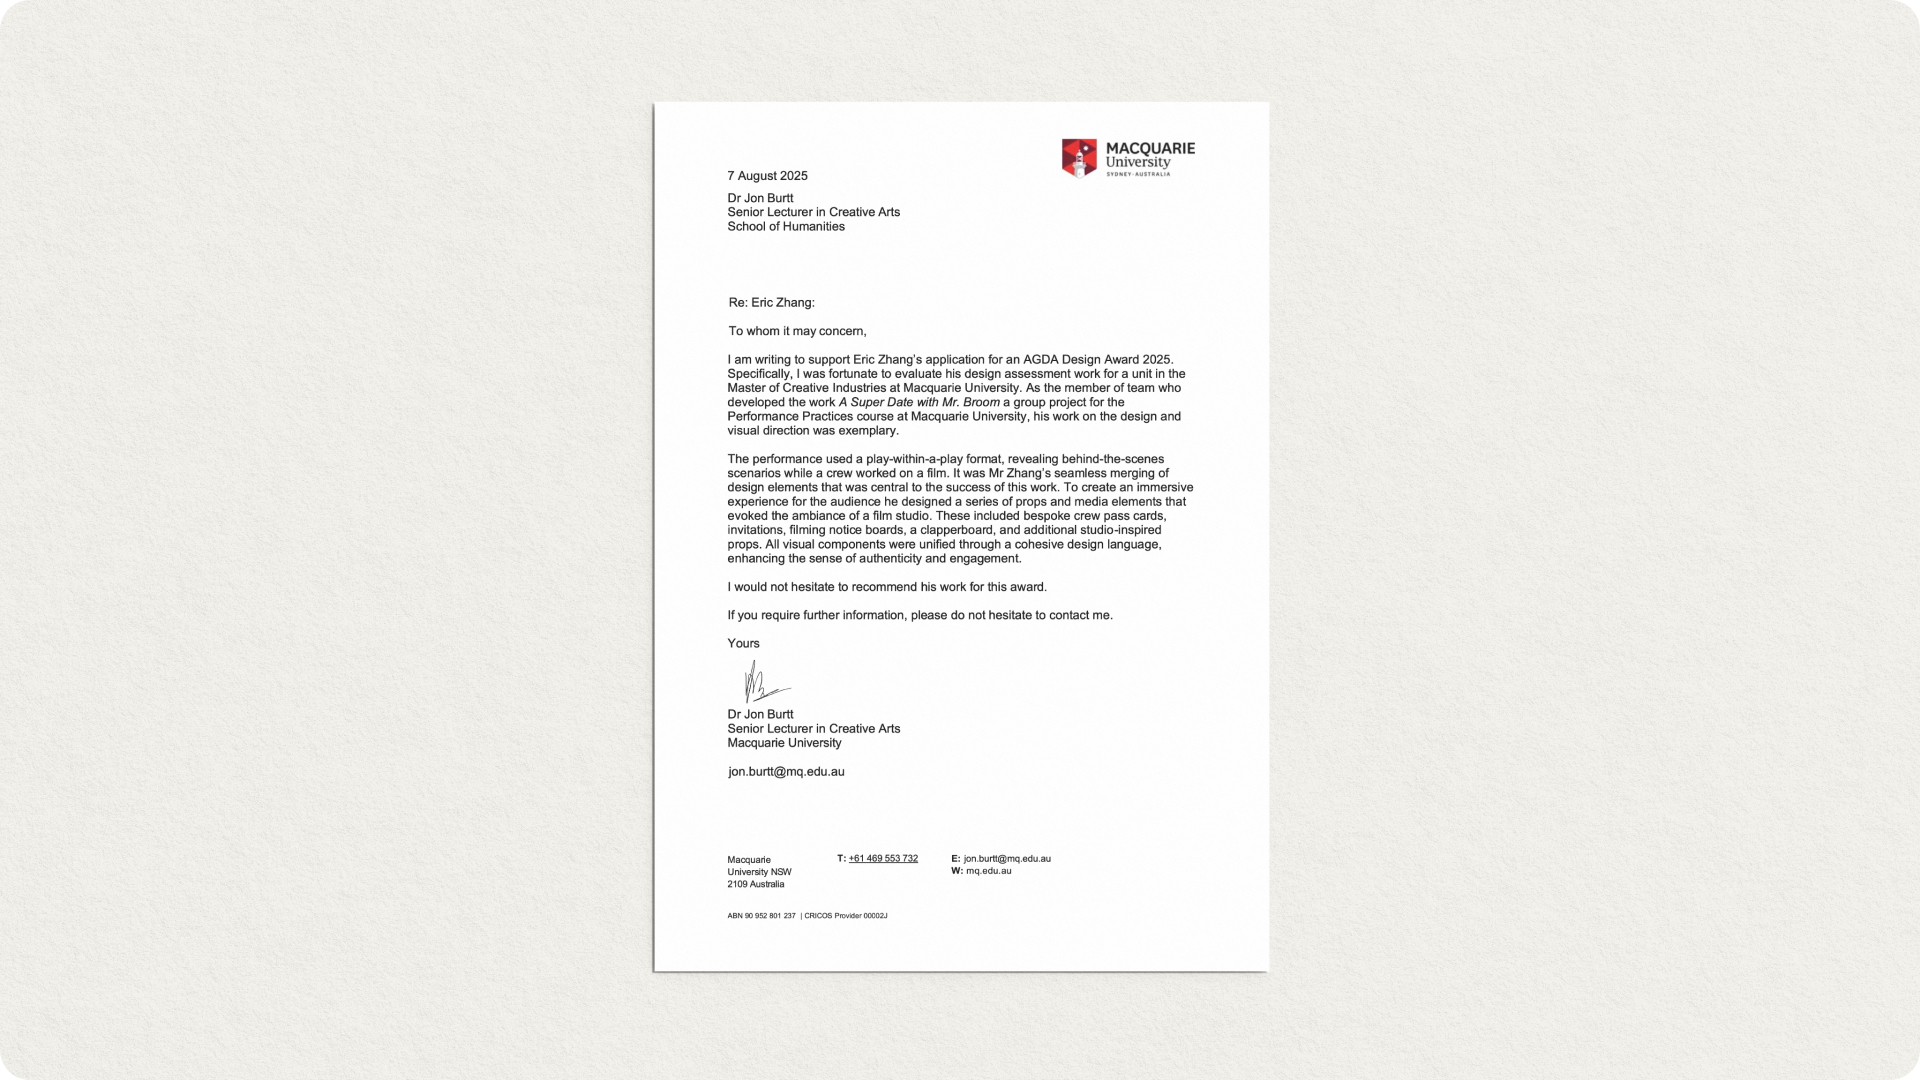 MACQUARIE
University
SYDNEY·AUSTRALIA
7 August 2025
Dr Jon Burtt
Senior Lecturer in Creative Arts
School of Humanities
Re: Eric Zhang:
To whom it may concern,
I am writing to support Eric Zhang's application for an AGDA Design Award 2025.
Specifically, I was fortunate to evaluate his design assessment work for a unit in the
Master of Creative Industries at Macquarie University. As the member of team who
developed the work A Super Date with Mr. Broom a group project for the
Performance Practices course at Macquarie University, his work on the design and
visual direction was exemplary.
The performance used a play-within-a-play format, revealing behind-the-scenes
scenarios while a crew worked on a film. It was Mr Zhang's seamless merging of
design elements that was central to the success of this work. To create an immersive
experience for the audience he designed a series of props and media elements that
evoked the ambiance of a film studio. These included bespoke crew pass cards,
invitations, filming notice boards, a clapperboard, and additional studio-inspired
props. All visual components were unified through a cohesive design language,
enhancing the sense of authenticity and engagement.
I would not hesitate to recommend his work for this award.
If you require further information, please do not hesitate to contact me.
Yours
Dr Jon Burtt
Senior Lecturer in Creative Arts
Macquarie University
jon.burtt@mq.edu.au
Macquarie
University NSW
2109 Australia
T: +61 469 553 732
E: jon.burtt@mq.edu.au
W: mq.edu.au
ABN 90 952 801 237 | CRICOS Provider 00002J